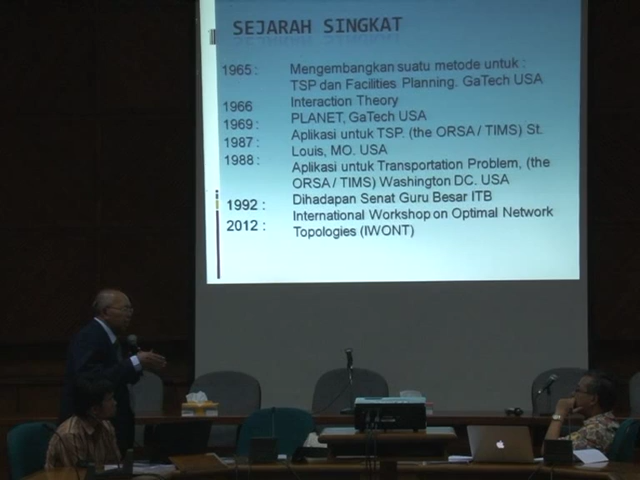 SEJARAH SINGKAT
1965 : Mengembangkan suatu metode untuk :
TSP dan Facilities Planning. GaTech USA
1966 Interaction Theory
1969 : PLANET, GaTech USA
1987 : Aplikasi untuk TSP. (the ORSA / TIMS) St.
Louis, MO. USA
1988 : Aplikasi untuk Transportation Problem, (the
ORSA / TIMS) Washington DC. USA
1992 : Dihadapan Senat Guru Besar ITB
2012 : International Workshop on Optimal Network
Topologies (IWONT)